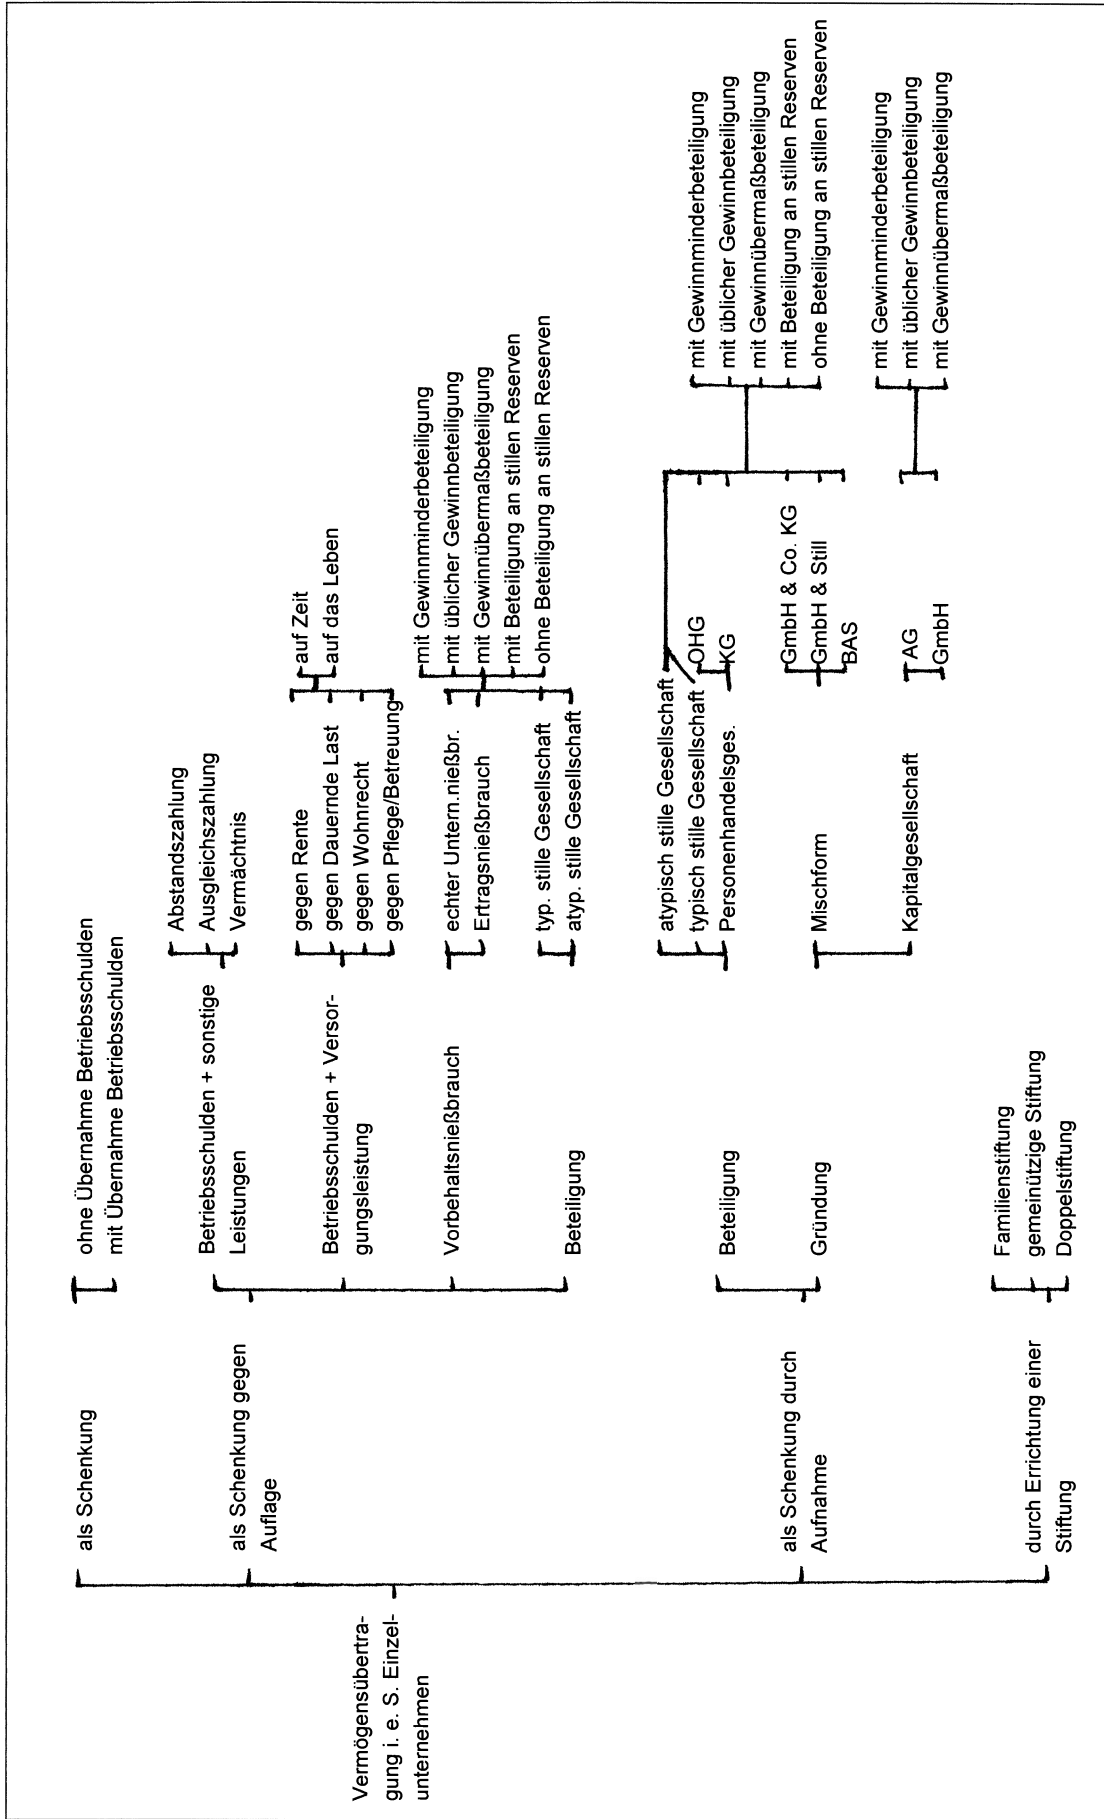 Vermögensübertra-
gung i. e. S. Einzel-
unternehmen
als Schenkung
ohne Übernahme Betriebsschulden
mit Übernahme Betriebsschulden
als Schenkung gegen
Auflage
Betriebsschulden + sonstige
Leistungen
Abstandszahlung
Ausgleichszahlung
Vermächtnis
Betriebsschulden + Versor-
gungsleistung
gegen Rente
gegen Dauernde Last
gegen Wohnrecht
gegen Pflege/Betreuung
auf Zeit
auf das Leben
Vorbehaltsnießbrauch
echter Untern.nießbr.
Ertragsnießbrauch
Beteiligung
typ. stille Gesellschaft
atyp. stille Gesellschaft
mit Gewinnminderbeteiligung
mit üblicher Gewinnbeteiligung
mit Gewinnübermaßbeteiligung
mit Beteiligung an stillen Reserven
ohne Beteiligung an stillen Reserven
als Schenkung durch
Aufnahme
Beteiligung
atypisch stille Gesellschaft
typisch stille Gesellschaft
Personenhandelsges.
OHG
KG
Gründung
Mischform
GmbH & Co. KG
GmbH & Still
BAS
mit Gewinnminderbeteiligung
mit üblicher Gewinnbeteiligung
mit Gewinnübermaßbeteiligung
mit Beteiligung an stillen Reserven
ohne Beteiligung an stillen Reserven
Kapitalgesellschaft
AG
GmbH
mit Gewinnminderbeteiligung
mit üblicher Gewinnbeteiligung
mit Gewinnübermaßbeteiligung
durch Errichtung einer
Stiftung
Familienstiftung
gemeinützige Stiftung
Doppelstiftung